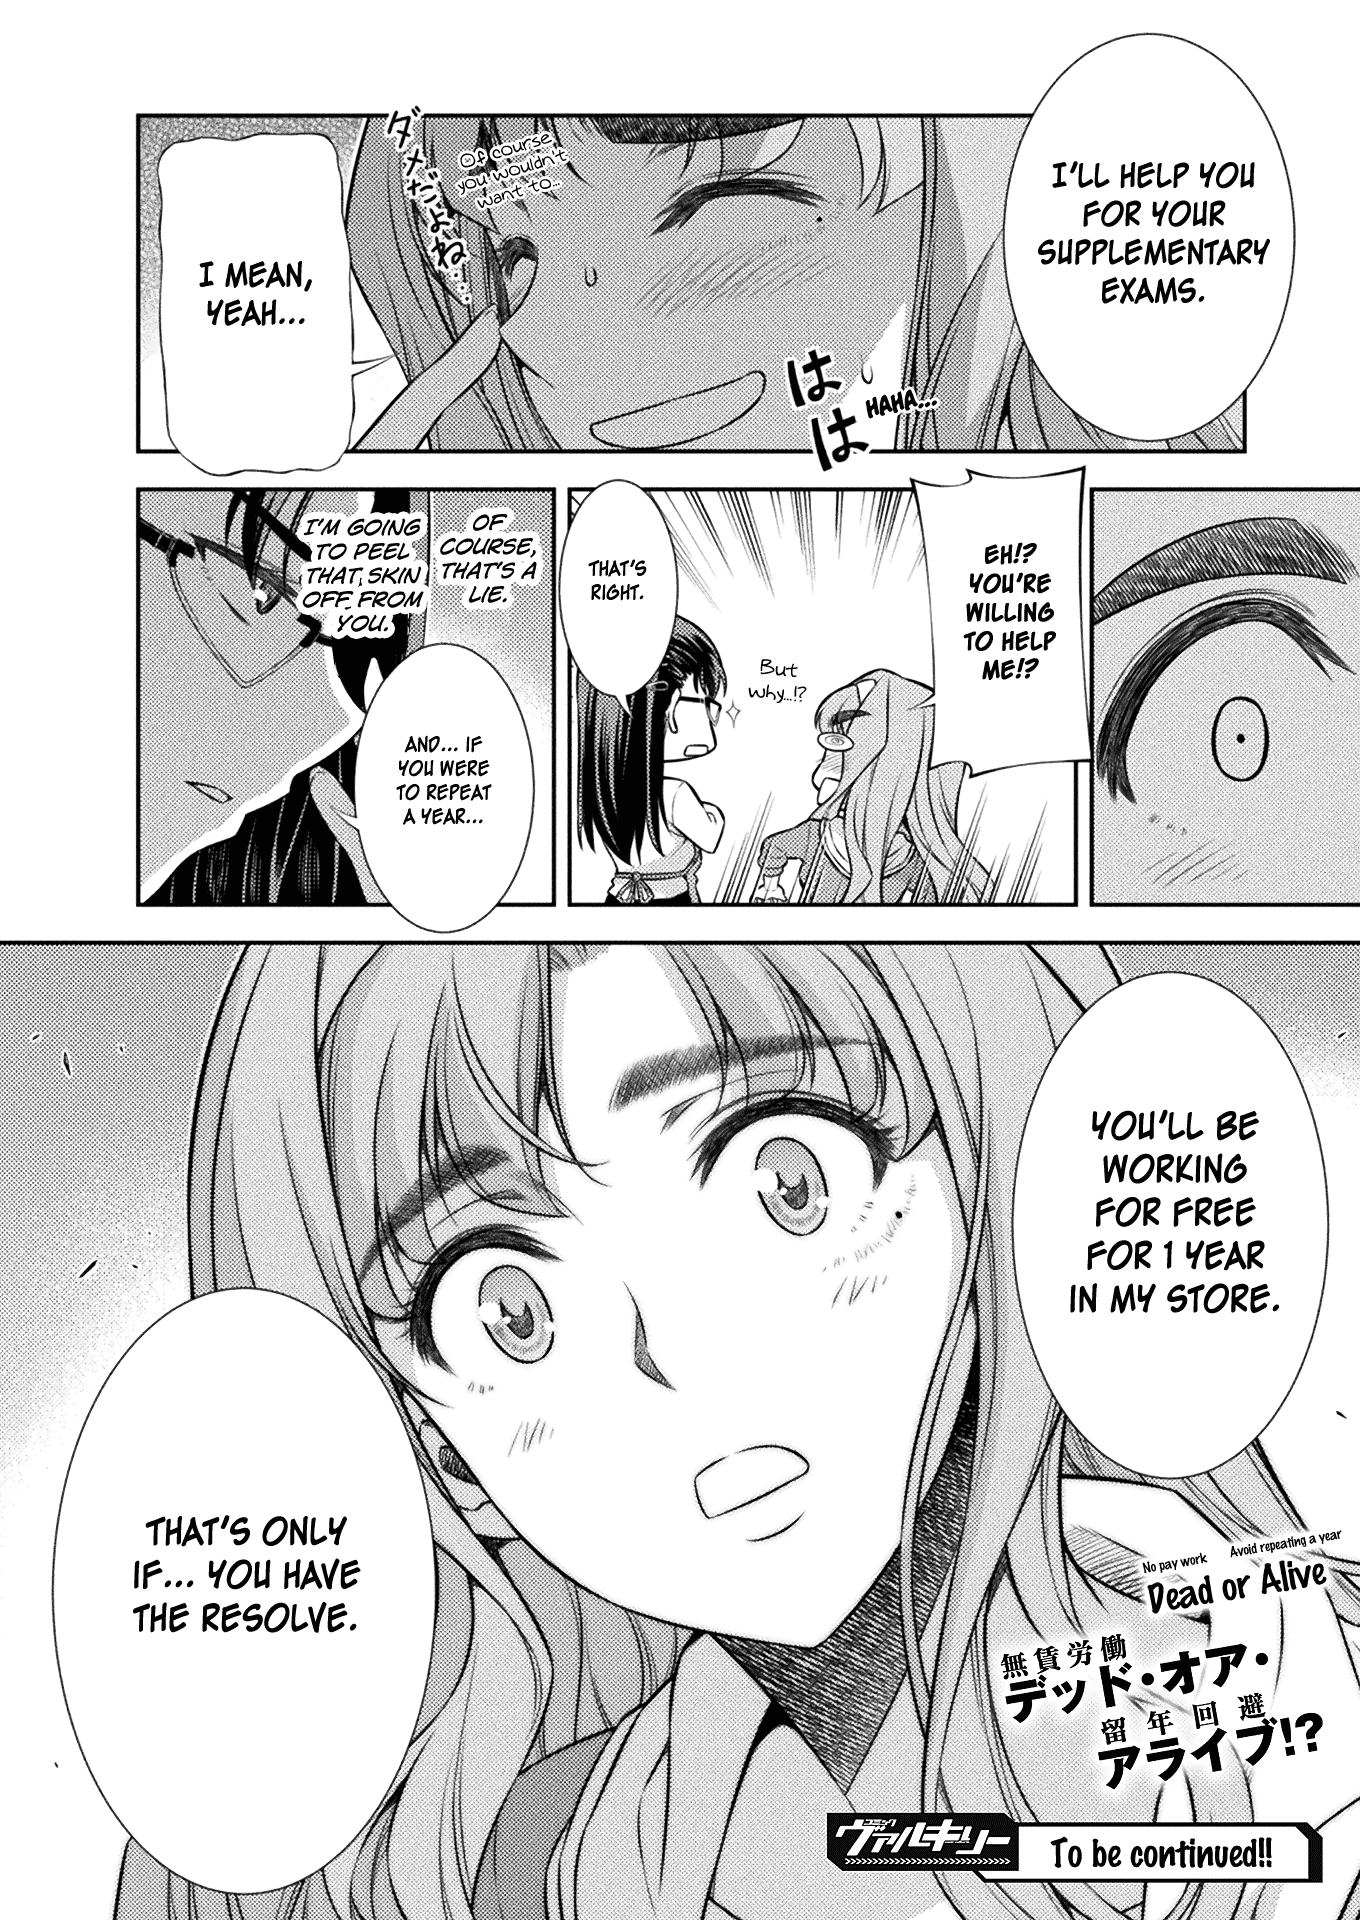 I'LL HELP YOU
FOR YOUR
SUPPLEMENTARY
EXAMS.
はは
HAHA...
Of course
you wouldn't
want to...
ダメだよね…
I MEAN,
YEAH...
EH!?
YOU'RE
WILLING
TO HELP
ME!?
But
why...!?
THAT'S
RIGHT.
OF
COURSE,
THAT'S A
LIE.
I'M GOING
TO PEEL
THAT SKIN
OFF FROM
YOU.
AND... IF
YOU WERE
TO REPEAT
A YEAR...
YOU'LL BE
WORKING
FOR FREE
FOR 1 YEAR
IN MY STORE.
THAT'S ONLY
IF... YOU HAVE
THE RESOLVE.
No pay work Avoid repeating a year
Dead or Alive
無賃労働
デッド・オア・
留年回避
アライブ!?
コミック
ヴァルキリー
To be continued!!